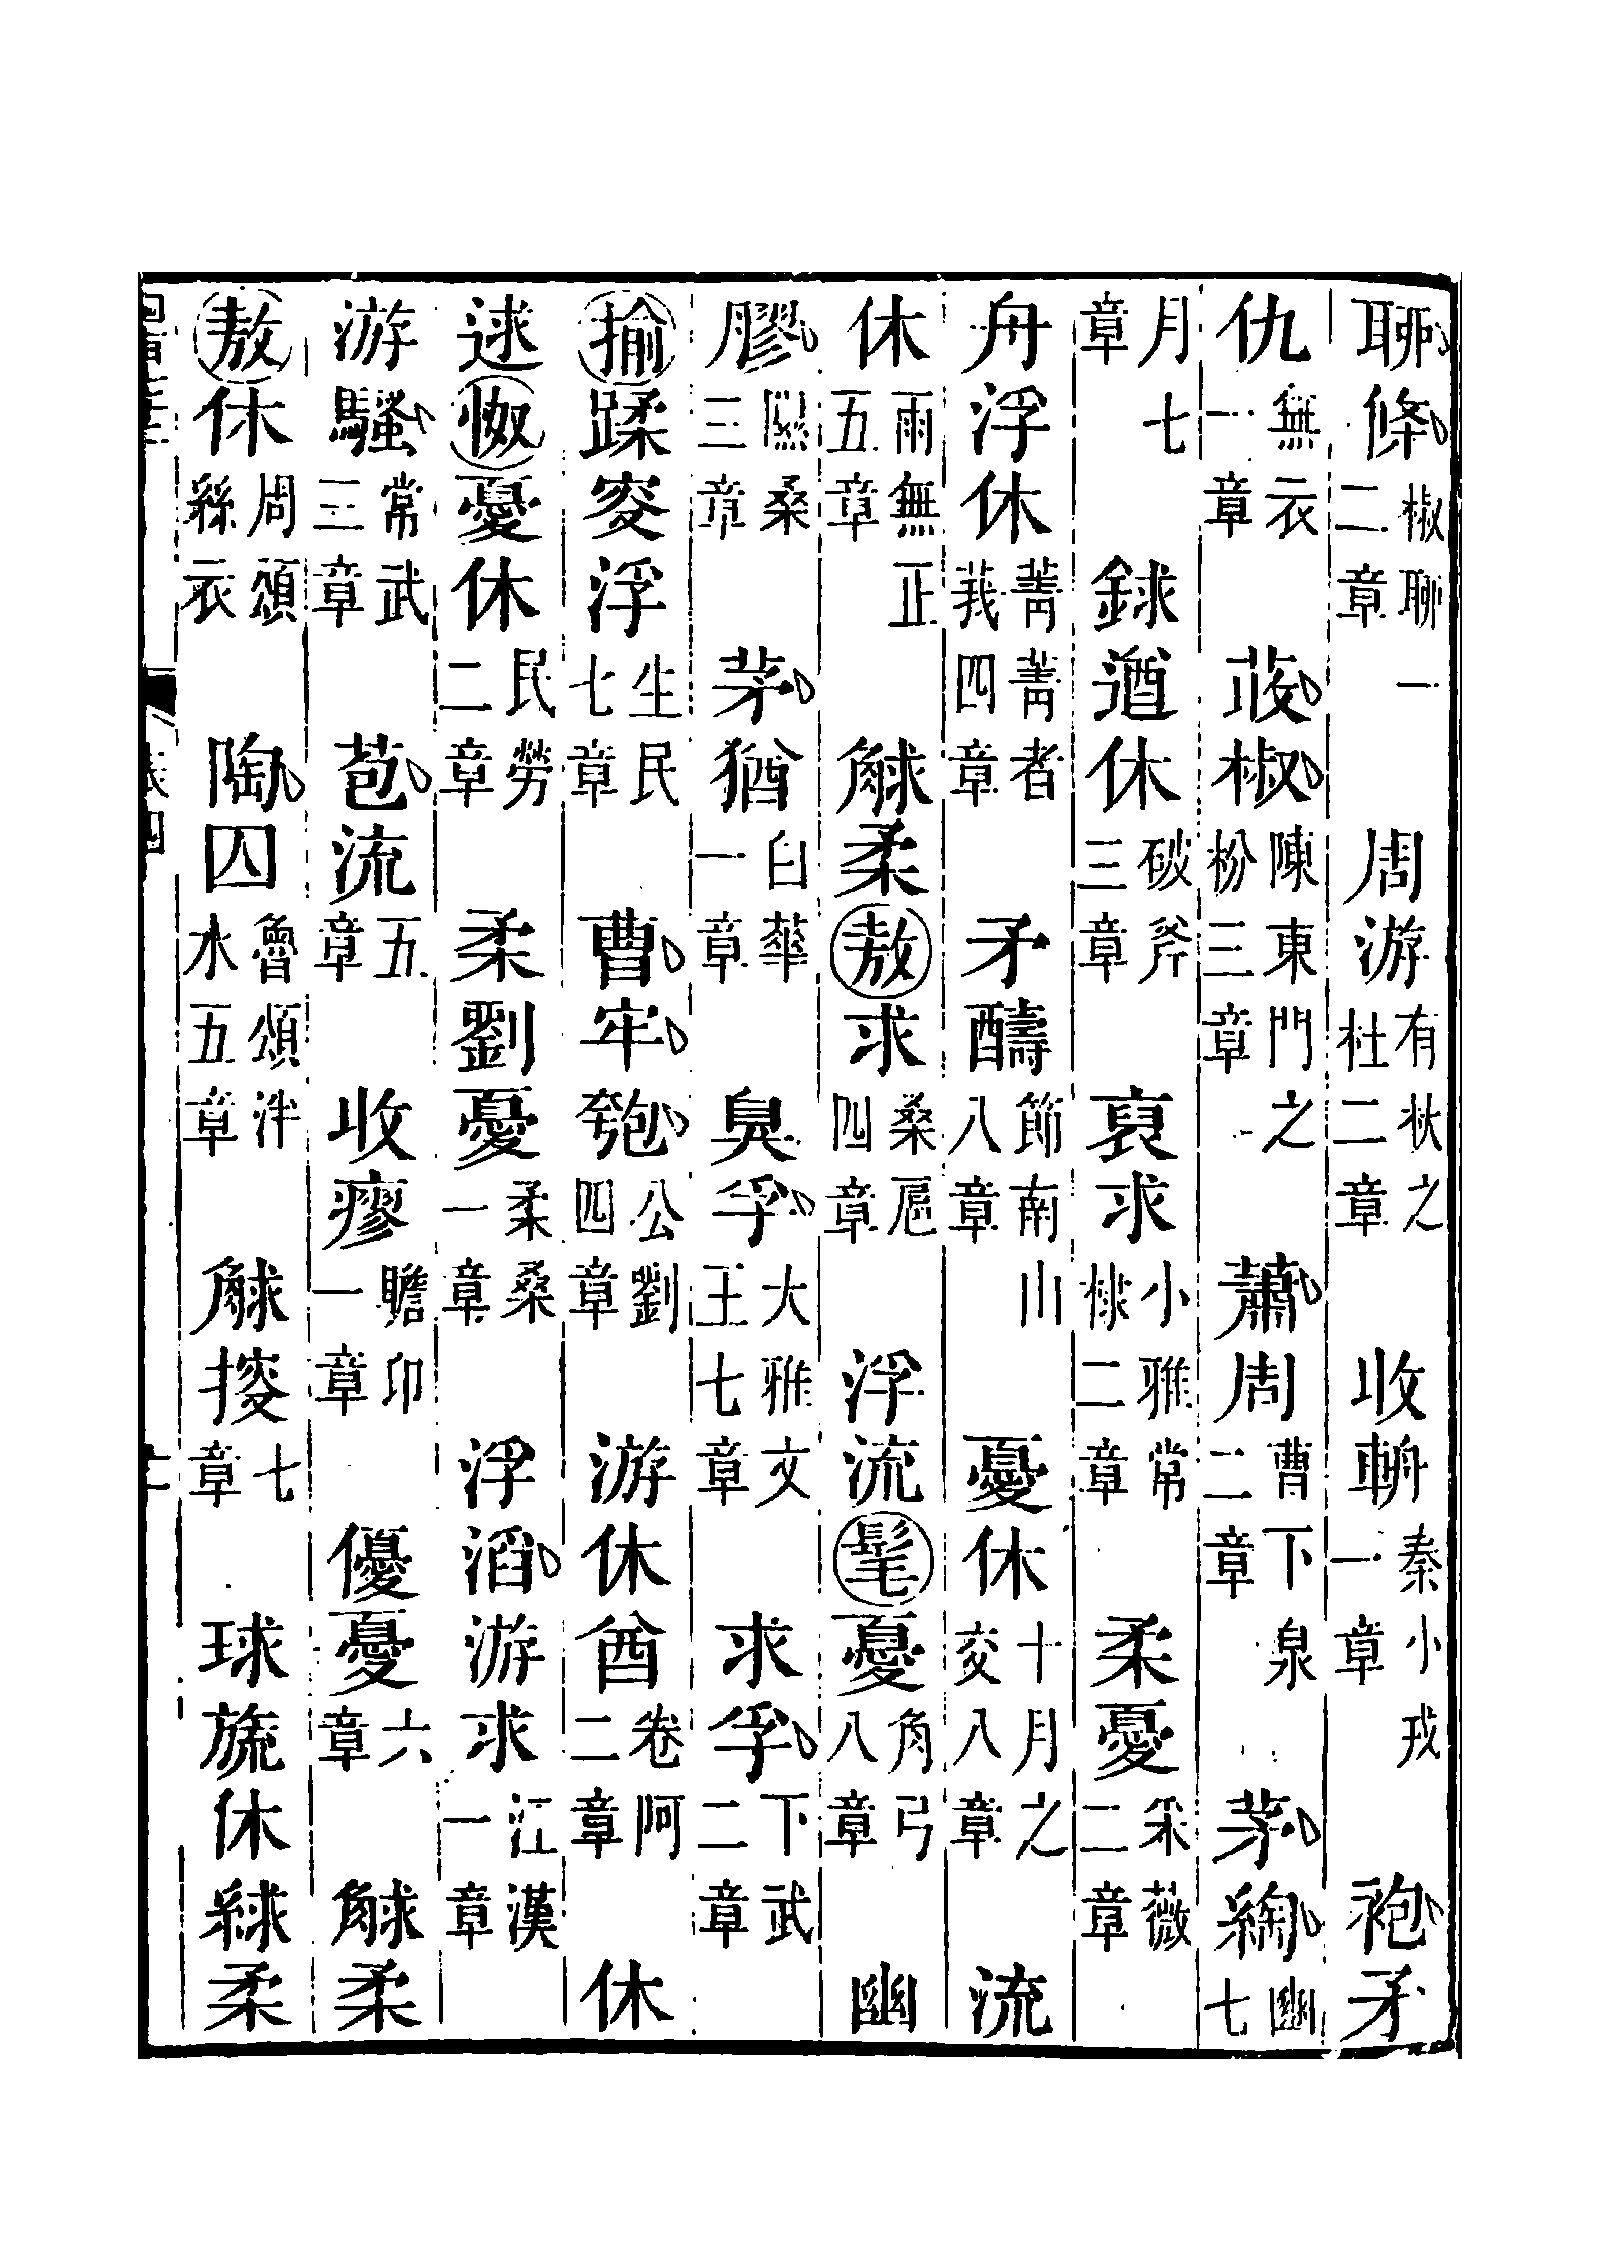 聊條椒聊一二章　周游有杕之杜二章　收輈秦小戎一章　袍矛
仇無衣一章　荍椒陳東門之枌三章　蕭周曹下泉二章　茅綯豳七
月七章　銶遒休破斧三章　裒求小雅常棣二章　柔憂采薇二章
舟浮休菁菁者莪四章　矛醻節南山八章　憂休十月之交八章　流
休雨無正五章　觩柔敖求桑扈四章　浮流髦憂角弓八章　幽
膠隰桑三章　茅猶白華一章　臭孚大雅文王七章　求孚下武二章
揄蹂叜浮生民七章　曹牢匏公劉四章　游休酋卷阿二章　休
逑怓憂休民勞二章　柔劉憂桑柔一章　浮滔游求江漢一章
游騷常武三章　苞流五章　收瘳瞻卬一章　優憂六章　觩柔
敖休周頌絲衣　陶囚魯頌泮水五章　觩捜七章　球旒休絿柔